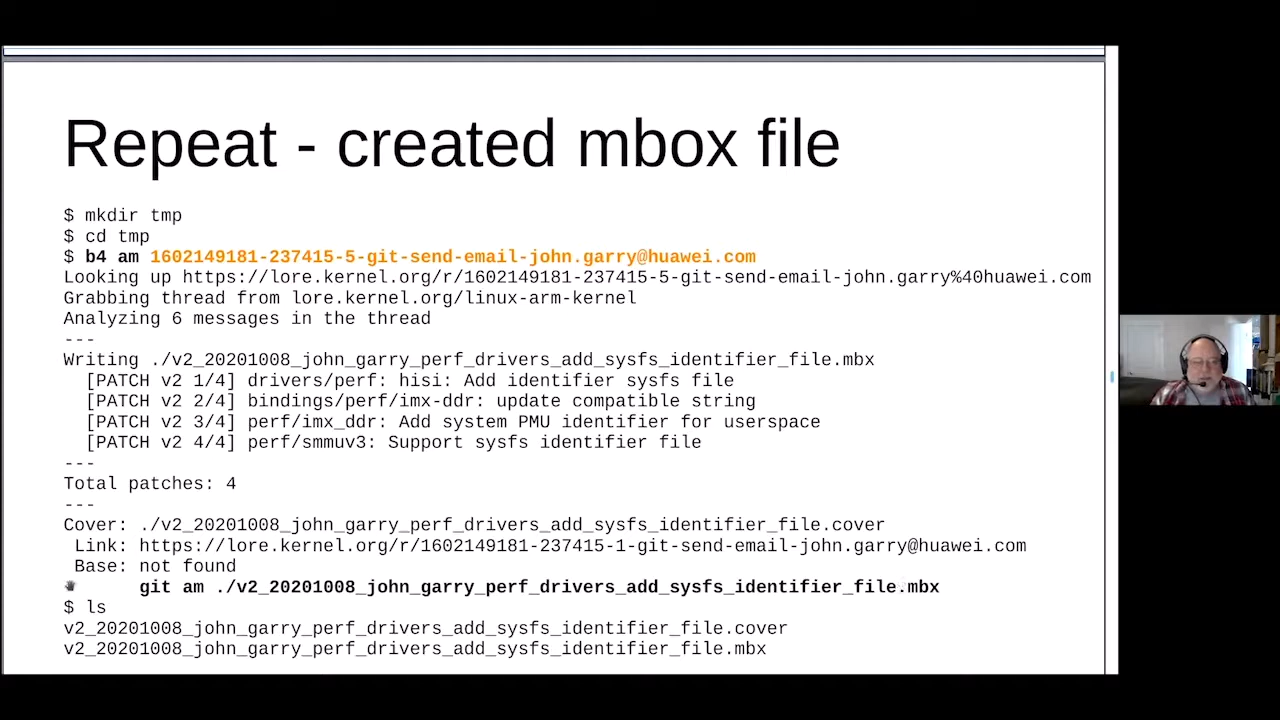 Repeat - created mbox file
$ mkdir tmp
$ cd tmp
$ b4 am 1602149181-237415-5-git-send-email-john.garry@huawei.com
Looking up https://lore.kernel.org/r/1602149181-237415-5-git-send-email-john.garry%40huawei.com
Grabbing thread from lore.kernel.org/linux-arm-kernel
Analyzing 6 messages in the thread
---
Writing ./v2_20201008_john_garry_perf_drivers_add_sysfs_identifier_file.mbx
[PATCH v2 1/4] drivers/perf: hisi: Add identifier sysfs file
[PATCH v2 2/4] bindings/perf/imx-ddr: update compatible string
[PATCH v2 3/4] perf/imx_ddr: Add system PMU identifier for userspace
[PATCH v2 4/4] perf/smmuv3: Support sysfs identifier file
---
Total patches: 4
---
Cover: ./v2_20201008_john_garry_perf_drivers_add_sysfs_identifier_file.cover
Link: https://lore.kernel.org/r/1602149181-237415-1-git-send-email-john.garry@huawei.com
Base: not found
git am ./v2_20201008_john_garry_perf_drivers_add_sysfs_identifier_file.mbx
$ ls
v2_20201008_john_garry_perf_drivers_add_sysfs_identifier_file.cover
v2_20201008_john_garry_perf_drivers_add_sysfs_identifier_file.mbx